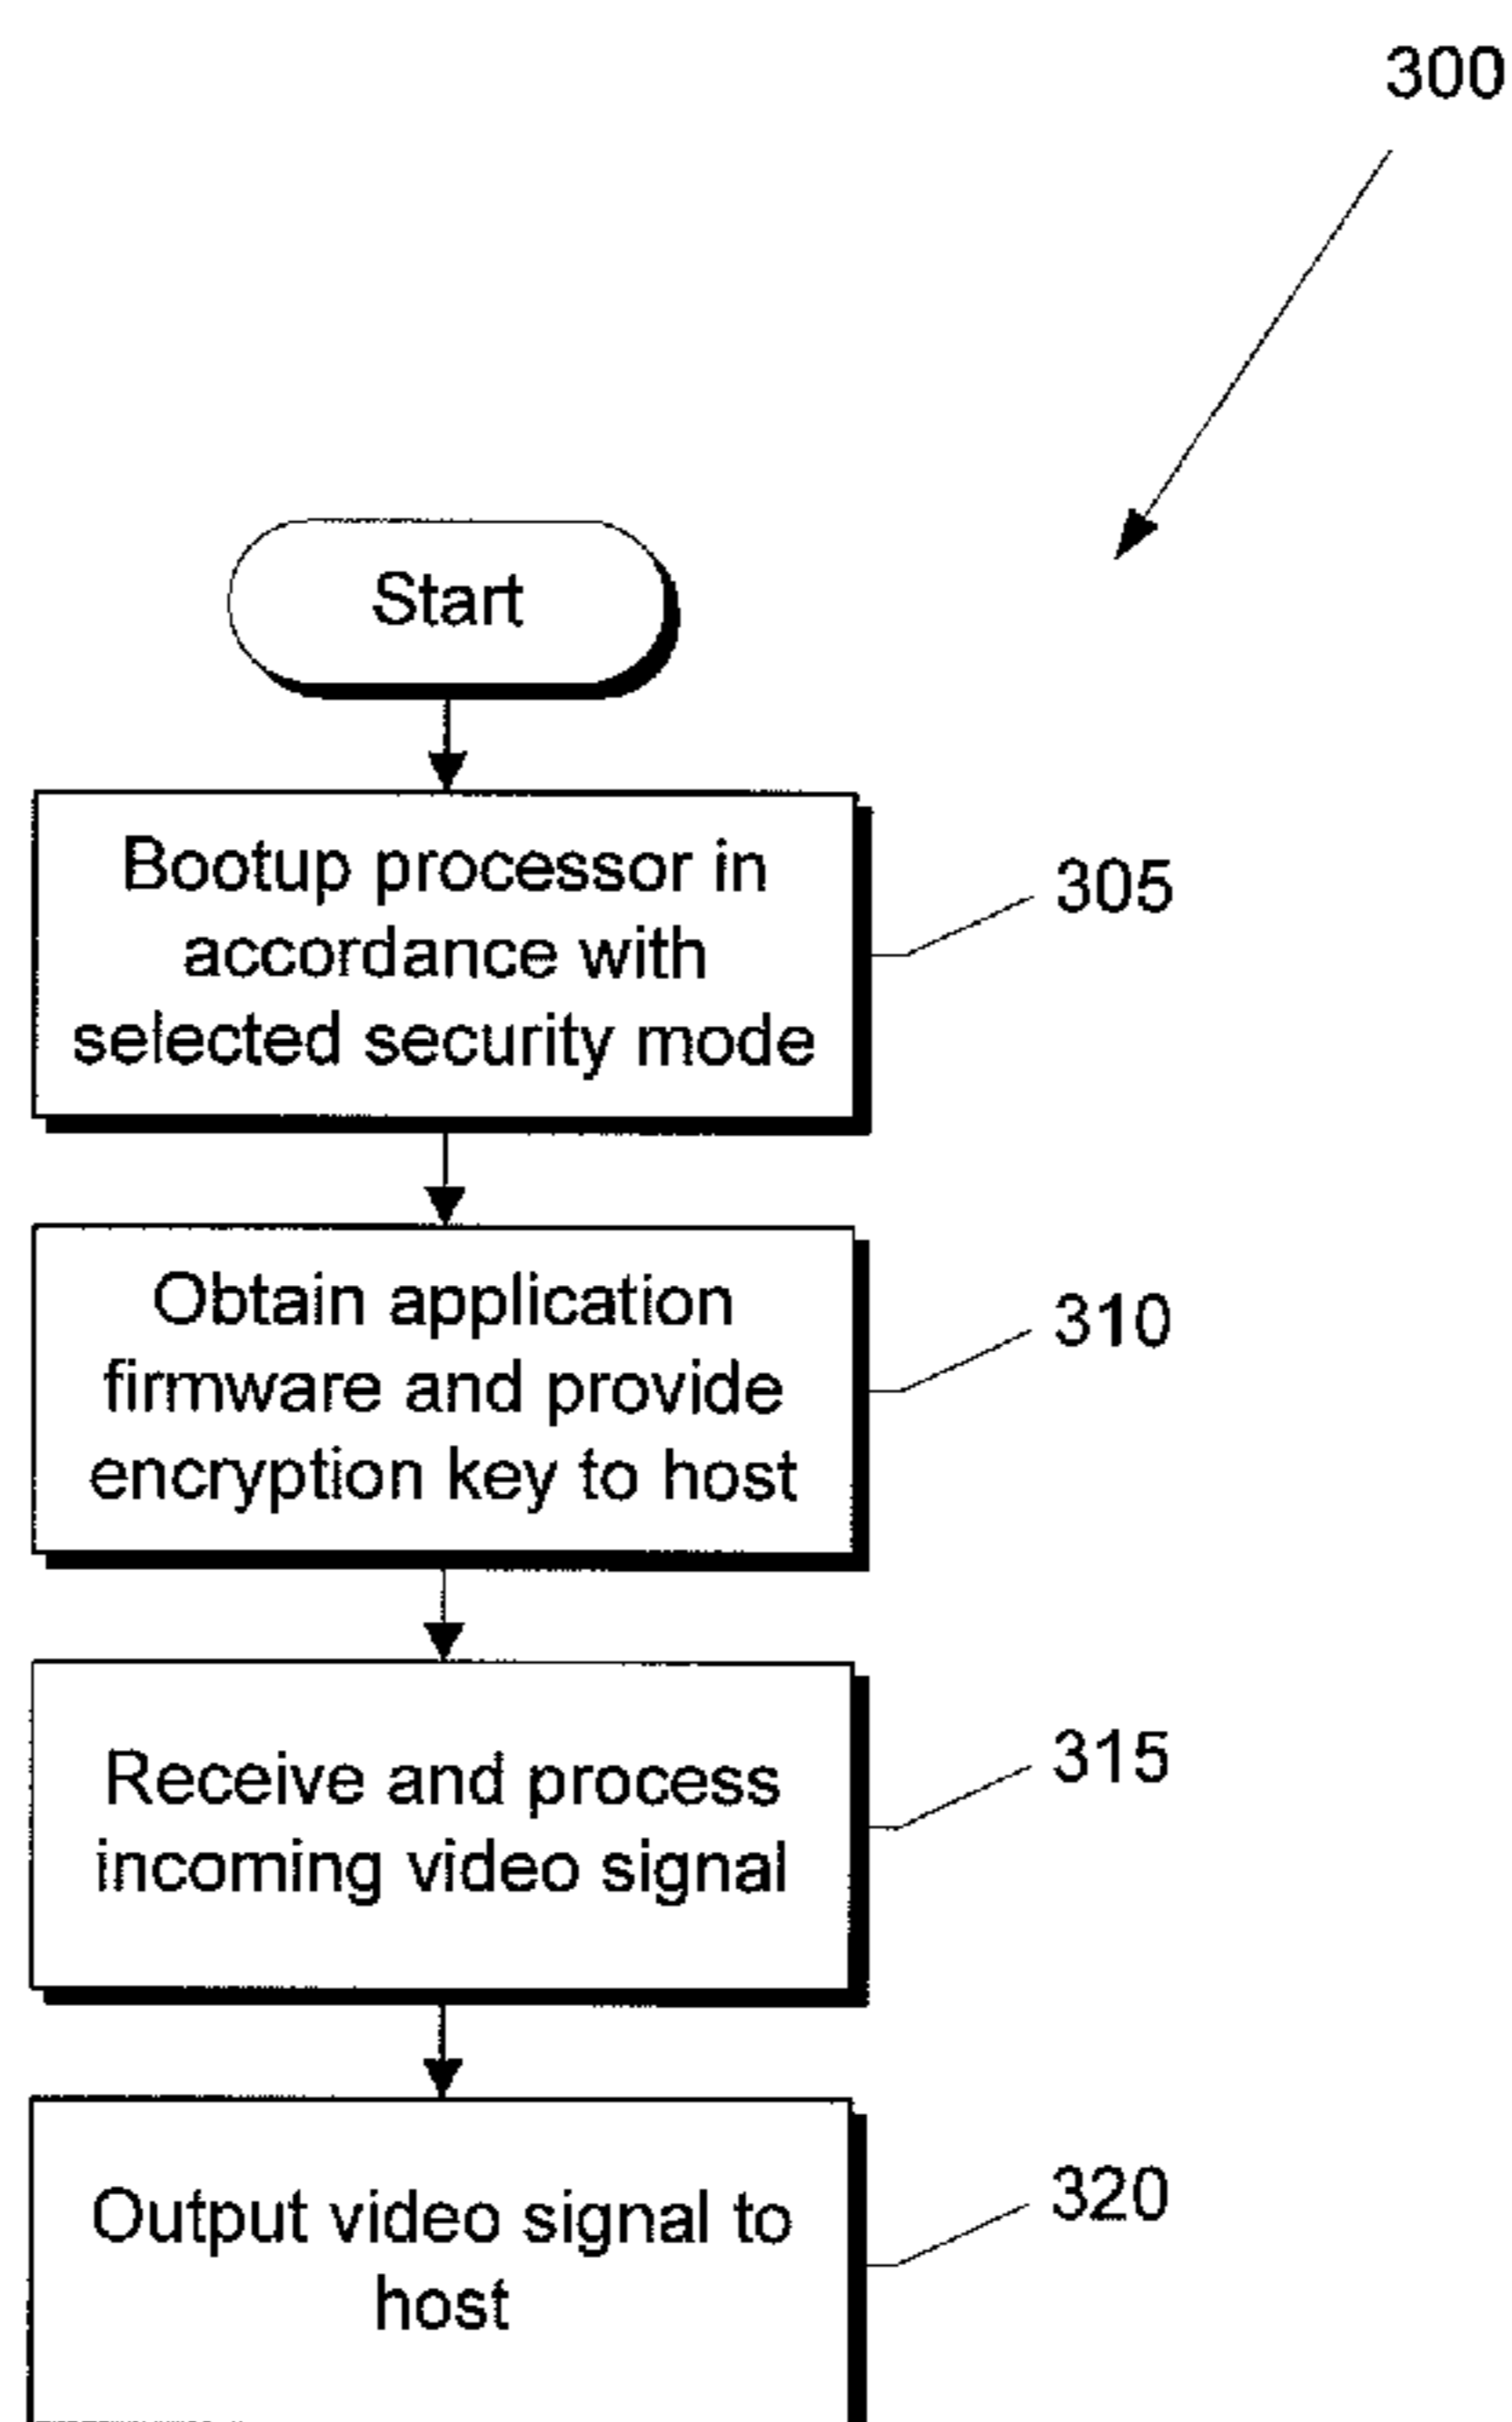 300
Start
Bootup processor in
accordance with
selected security mode
305
Obtain application
firmware and provide
encryption key to host
310
Receive and process
incoming video signal
315
Output video signal to
host
320